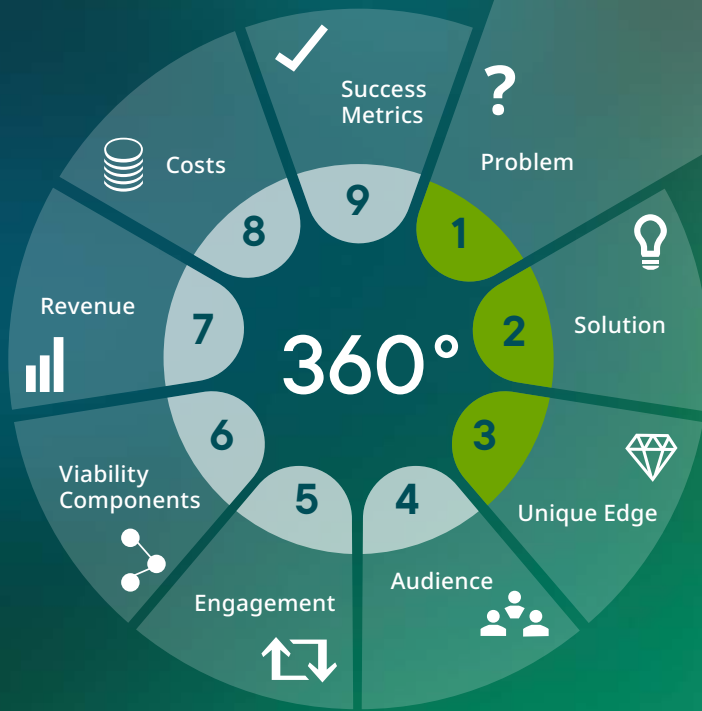 360°
1
?
Problem
2
Solution
3
Unique Edge
4
Audience
5
Engagement
6
Viability
Components
7
Revenue
8
Costs
9
Success
Metrics